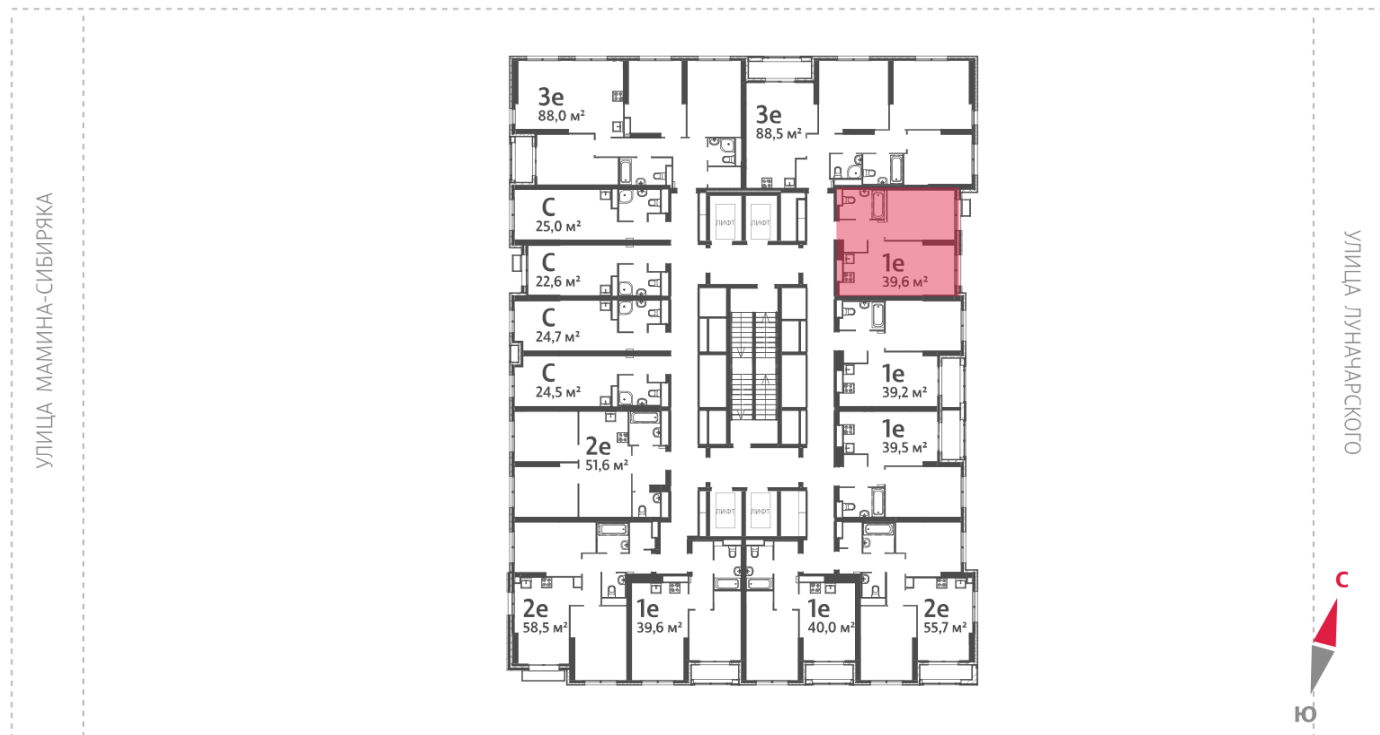 3е
88,0 м²
3е
88,5 м²
С
25,0 м²
ЛИФТ
ЛИФТ
С
22,6 м²
1е
39,6 м²
С
24,7 м²
С
24,5 м²
1е
39,2 м²
2е
51,6 м²
1е
39,5 м²
ЛИФТ
ЛИФТ
2е
58,5 м²
1е
39,6 м²
1е
40,0 м²
2е
55,7 м²
УЛИЦА МАМИНА-СИБИРЯКА
УЛИЦА ЛУНАЧАРСКОГО
С
Ю